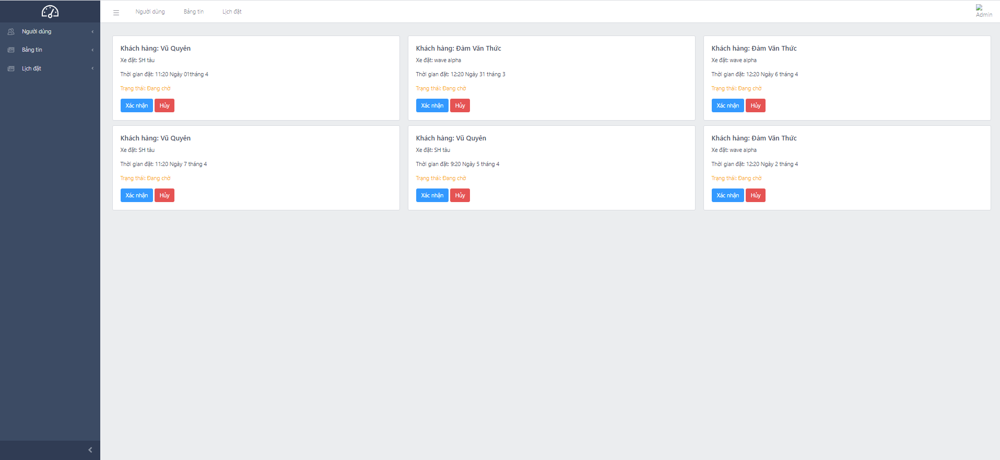 Người dùng
Bảng tin
Lịch đặt
Người dùng
Bảng tin
Lịch đặt
Admin
Khách hàng: Vũ Quyên
Xe đặt: SH tàu
Thời gian đặt: 11:20 Ngày 01tháng 4
Trạng thái: Đang chờ
Xác nhận
Hủy
Khách hàng: Đàm Văn Thức
Xe đặt: wave alpha
Thời gian đặt: 12:20 Ngày 31 tháng 3
Trạng thái: Đang chờ
Xác nhận
Hủy
Khách hàng: Đàm Văn Thức
Xe đặt: wave alpha
Thời gian đặt: 12:20 Ngày 6 tháng 4
Trạng thái: Đang chờ
Xác nhận
Hủy
Khách hàng: Vũ Quyên
Xe đặt: SH tàu
Thời gian đặt: 11:20 Ngày 7 tháng 4
Trạng thái: Đang chờ
Xác nhận
Hủy
Khách hàng: Vũ Quyên
Xe đặt: SH tàu
Thời gian đặt: 9:20 Ngày 5 tháng 4
Trạng thái: Đang chờ
Xác nhận
Hủy
Khách hàng: Đàm Văn Thức
Xe đặt: wave alpha
Thời gian đặt: 12:20 Ngày 2 tháng 4
Trạng thái: Đang chờ
Xác nhận
Hủy